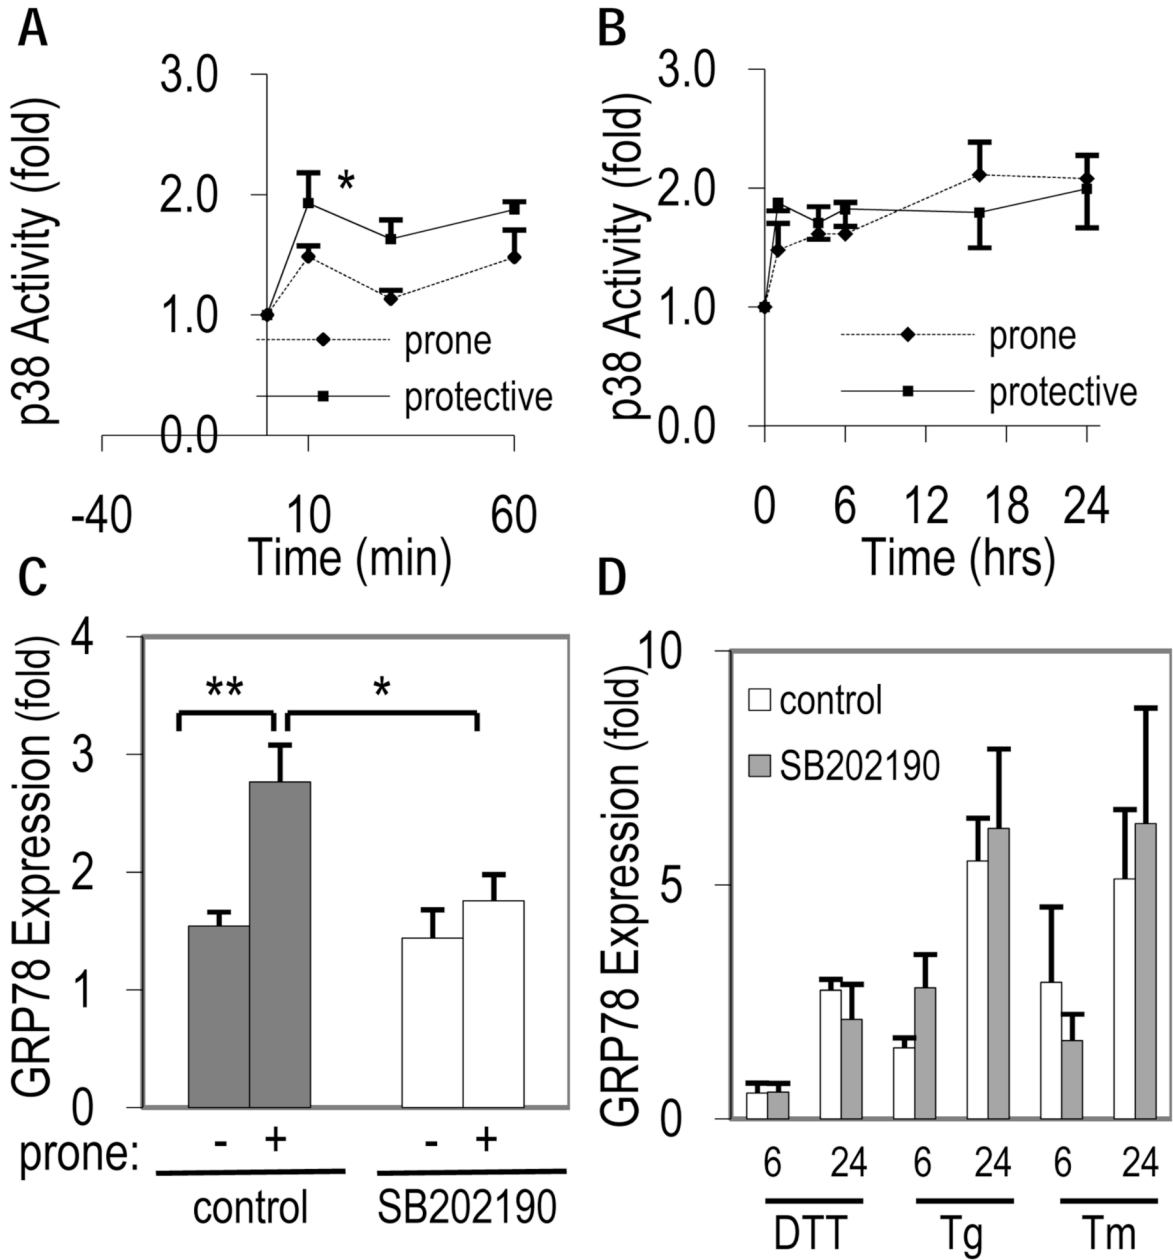 A
p38 Activity (fold)
3.0
2.0
1.0
0.0
*
prone
protective
-40 10 60
Time (min)
B
p38 Activity (fold)
3.0
2.0
1.0
0.0
prone
protective
0 6 12 18 24
Time (hrs)
C
GRP78 Expression (fold)
4
3
2
1
0
** *
prone: - + - +
control SB202190
D
GRP78 Expression (fold)
10
5
0
control
SB202190
6 24 6 24 6 24
DTT Tg Tm